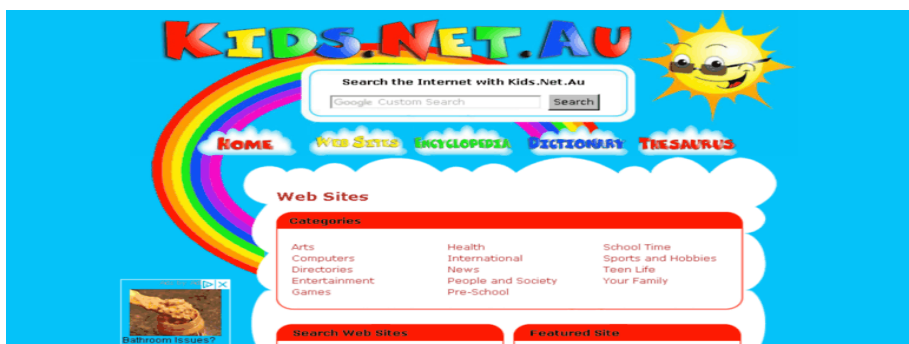 KIDS.NET.AU
Search the Internet with Kids.Net.Au
Google Custom Search Search
HOME WEB SITES ENCYCLOPEDIA DICTIONARY THESAURUS
Web Sites
Categories
Arts Health School Time
Computers International Sports and Hobbies
Directories News Teen Life
Entertainment People and Society Your Family
Games Pre-School
Search Web Sites Featured Site
Bathroom Issues?